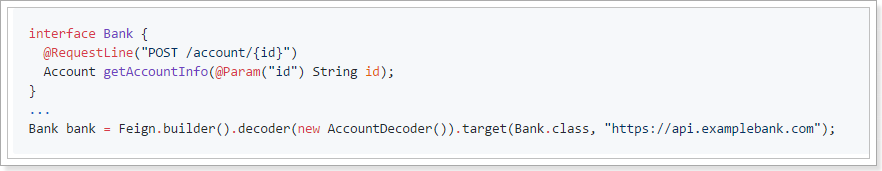 interface Bank {
  @RequestLine("POST /account/{id}")
  Account getAccountInfo(@Param("id") String id);
}
...
Bank bank = Feign.builder().decoder(new AccountDecoder()).target(Bank.class, "https://api.examplebank.com");